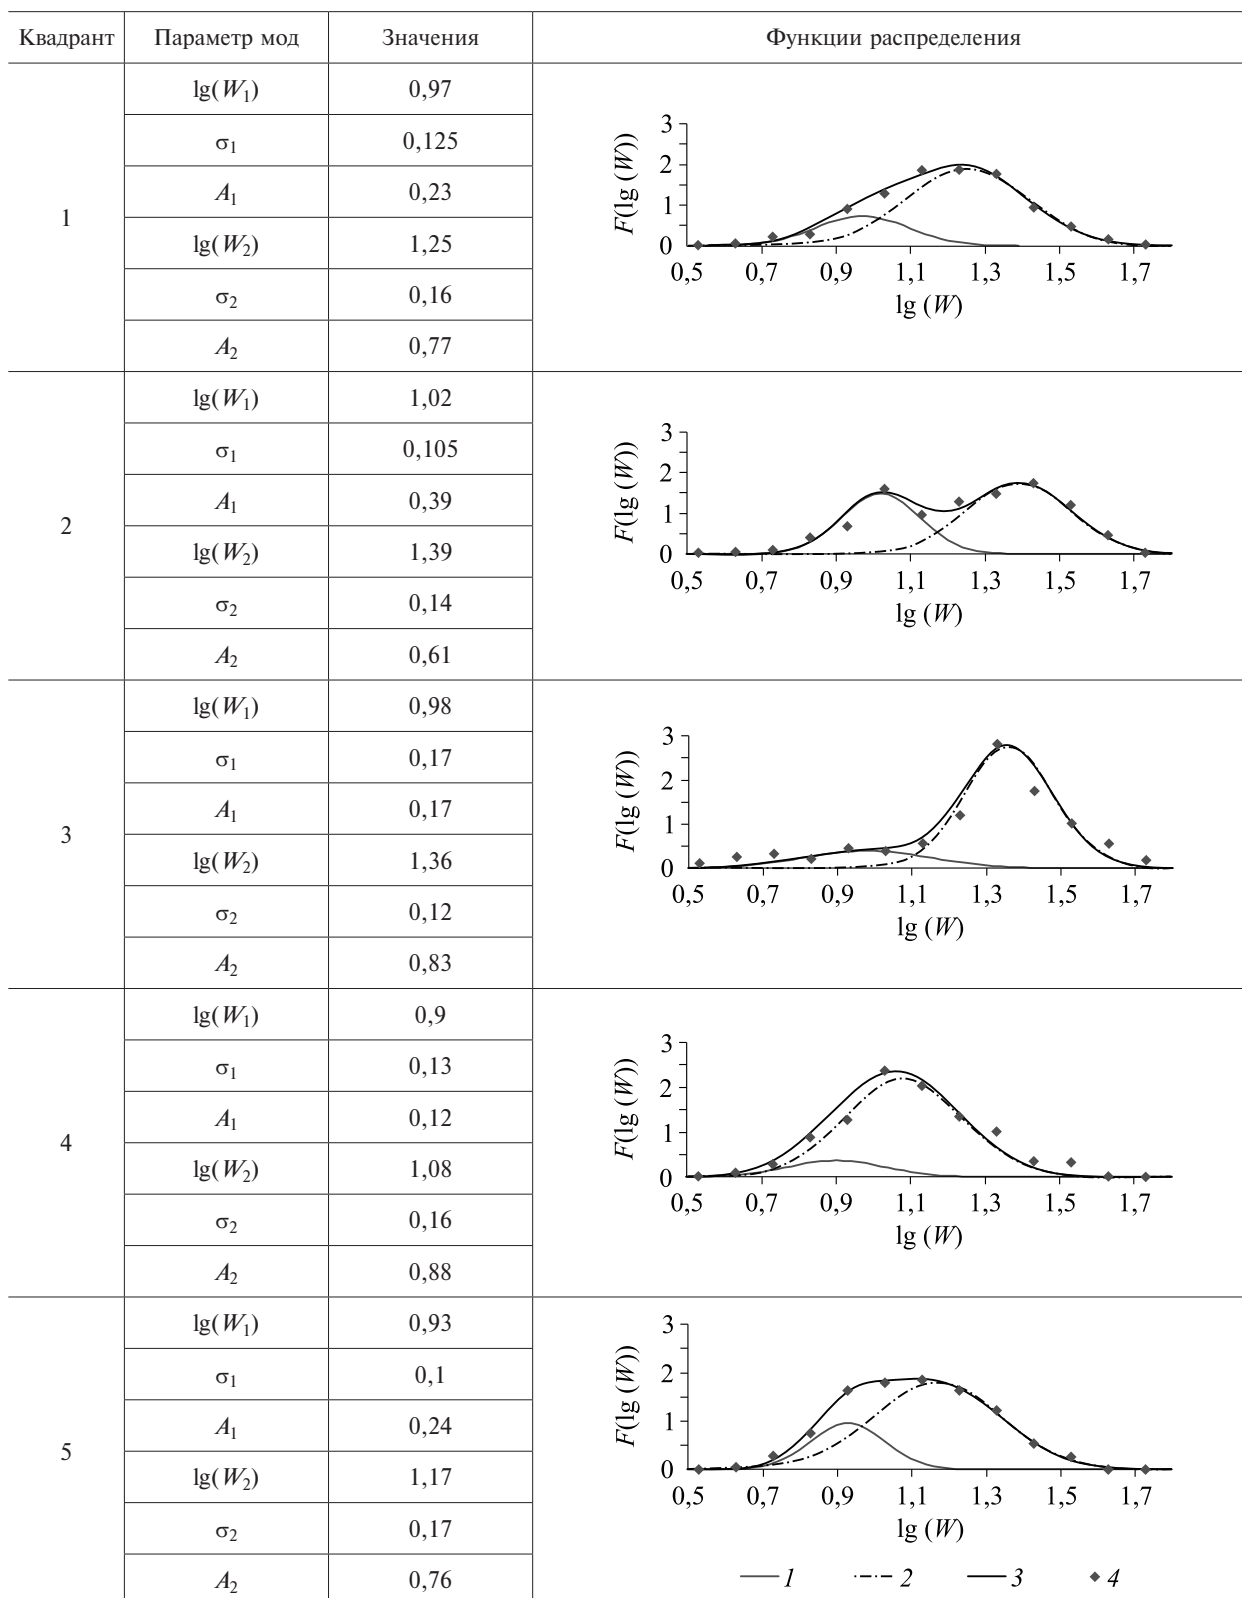 Квадрант Параметр мод Значения Функции распределения
1
lg(W₁) 0,97
σ₁ 0,125
A₁ 0,23
lg(W₂) 1,25
σ₂ 0,16
A₂ 0,77
F(lg (W))
3
2
1
0
0,5 0,7 0,9 1,1 1,3 1,5 1,7
lg (W)
2
lg(W₁) 1,02
σ₁ 0,105
A₁ 0,39
lg(W₂) 1,39
σ₂ 0,14
A₂ 0,61
F(lg (W))
3
2
1
0
0,5 0,7 0,9 1,1 1,3 1,5 1,7
lg (W)
3
lg(W₁) 0,98
σ₁ 0,17
A₁ 0,17
lg(W₂) 1,36
σ₂ 0,12
A₂ 0,83
F(lg (W))
3
2
1
0
0,5 0,7 0,9 1,1 1,3 1,5 1,7
lg (W)
4
lg(W₁) 0,9
σ₁ 0,13
A₁ 0,12
lg(W₂) 1,08
σ₂ 0,16
A₂ 0,88
F(lg (W))
3
2
1
0
0,5 0,7 0,9 1,1 1,3 1,5 1,7
lg (W)
5
lg(W₁) 0,93
σ₁ 0,1
A₁ 0,24
lg(W₂) 1,17
σ₂ 0,17
A₂ 0,76
F(lg (W))
3
2
1
0
0,5 0,7 0,9 1,1 1,3 1,5 1,7
lg (W)
1 2 3 4